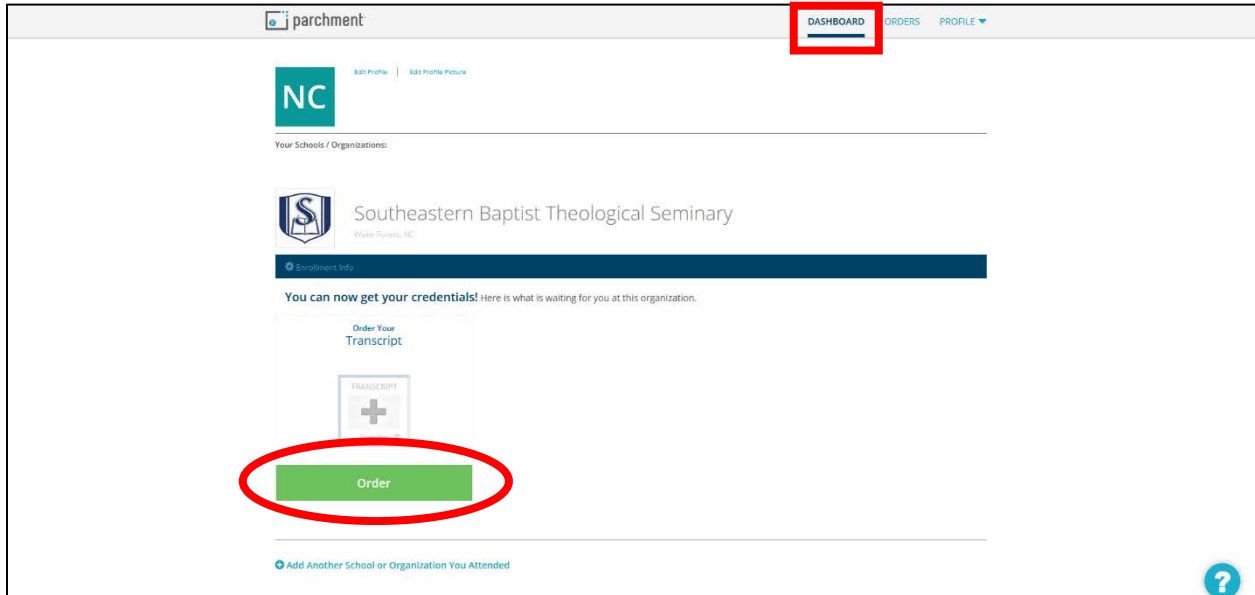 parchment
DASHBOARD ORDERS PROFILE
Edit Profile | Edit Profile Picture
NC
Your Schools / Organizations:
S
Southeastern Baptist Theological Seminary
Wake Forest, NC
Enrollment Info
You can now get your credentials! Here is what is waiting for you at this organization.
Order Your
Transcript
TRANSCRIPT
Order
Add Another School or Organization You Attended
?